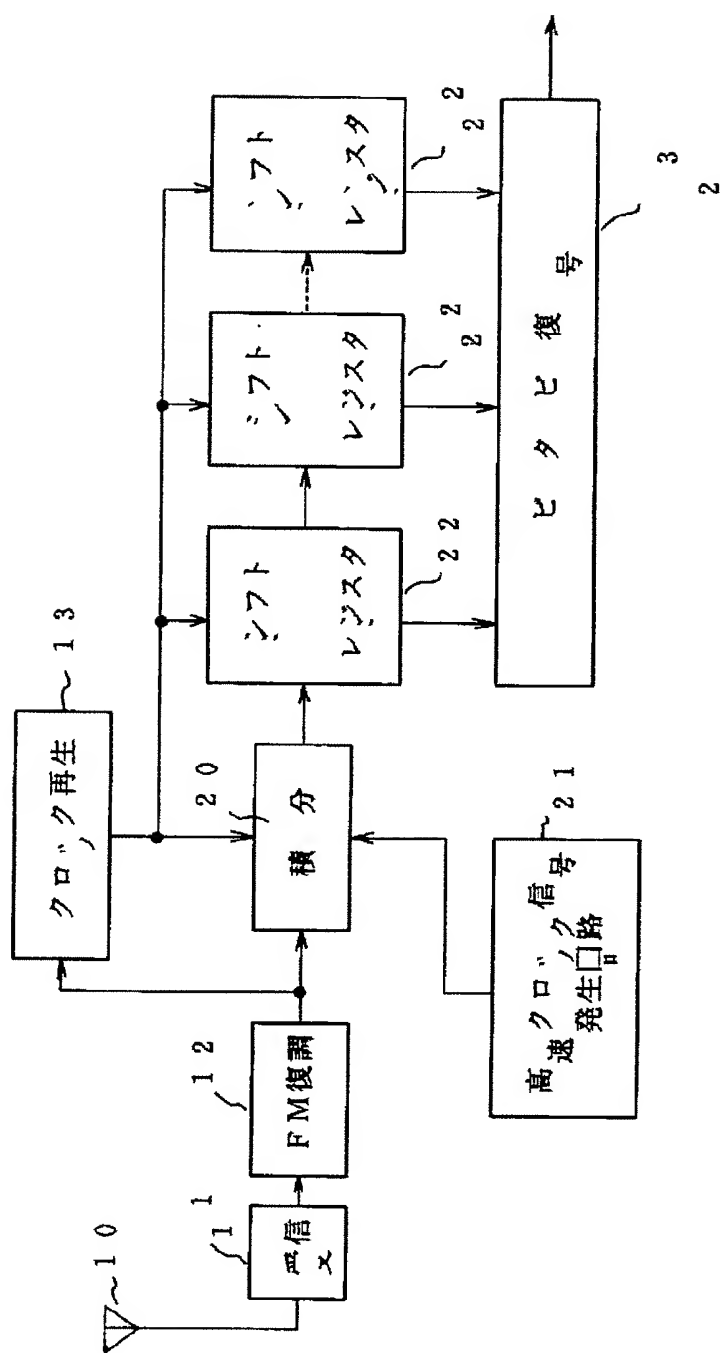 10
受信
11
FM復調
12
クロック再生
13
積分
20
高速クロック信号
発生回路
21
シフト
レジスタ
22
シフト
レジスタ
22
シフト
レジスタ
22
ビタビ復号
23